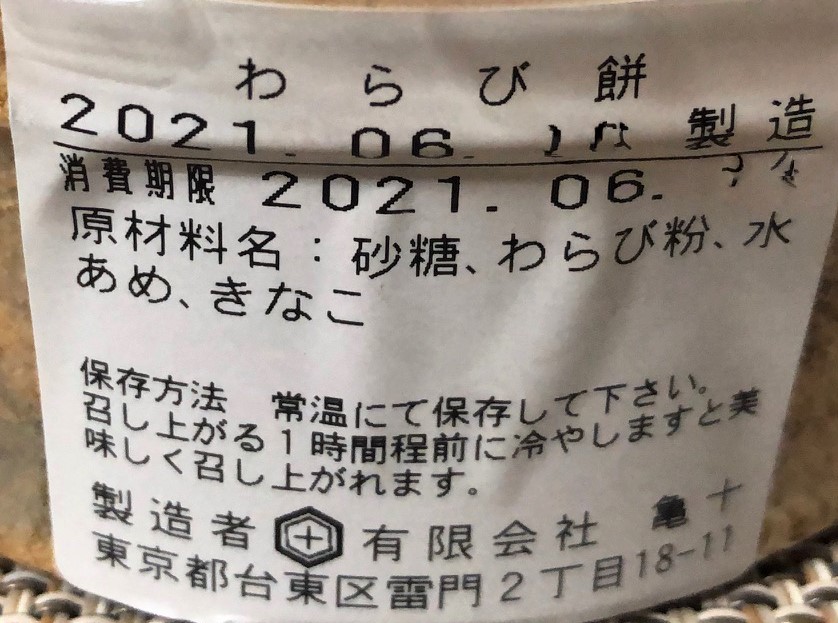 わらび餅
2021. 06. 製造
消費期限 2021. 06.
原材料名：砂糖、わらび粉、水
あめ、きなこ
保存方法 常温にて保存して下さい。
召し上がる1時間程前に冷やしますと美
味しく召し上がれます。
製造者 有限会社 亀十
東京都台東区雷門2丁目18-11